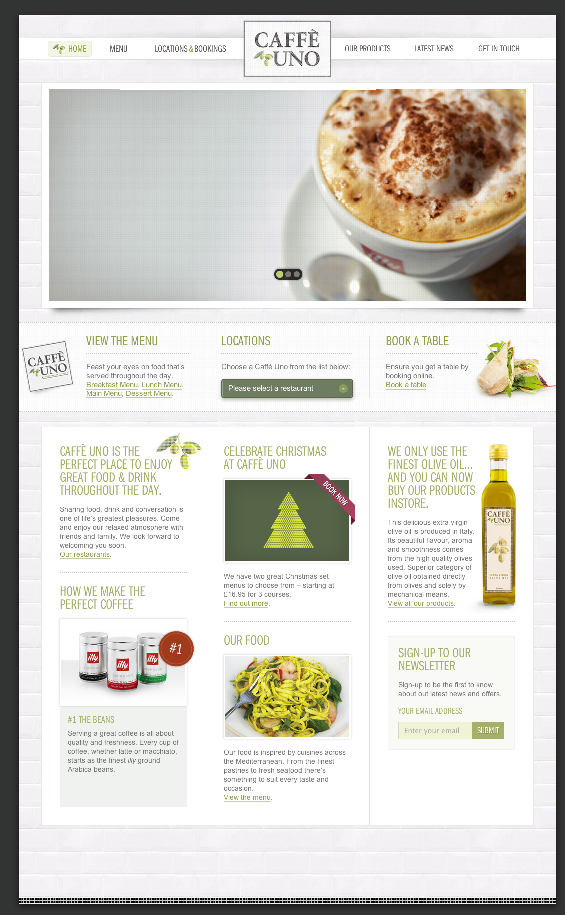 HOME
MENU
LOCATIONS & BOOKINGS
CAFFÈ
UNO
OUR PRODUCTS
LATEST NEWS
GET IN TOUCH
CAFFÈ
UNO
VIEW THE MENU
Feast your eyes on food that's
served throughout the day.
Breakfast Menu, Lunch Menu,
Main Menu, Dessert Menu.
LOCATIONS
Choose a Caffé Uno from the list below:
Please select a restaurant
BOOK A TABLE
Ensure you get a table by
booking online.
Book a table
CAFFÈ UNO IS THE
PERFECT PLACE TO ENJOY
GREAT FOOD & DRINK
THROUGHOUT THE DAY.
Sharing food, drink and conversation is
one of life's greatest pleasures. Come
and enjoy our relaxed atmosphere with
friends and family. We look forward to
welcoming you soon.
Our restaurants.
HOW WE MAKE THE
PERFECT COFFEE
illy
illy
illy
#1
#1 THE BEANS
Serving a great coffee is all about
quality and freshness. Every cup of
coffee, whether latte or macchiato,
starts as the finest illy ground
Arabica beans.
CELEBRATE CHRISTMAS
AT CAFFÈ UNO
BOOK NOW
We have two great Christmas set
menus to choose from – starting at
£16.95 for 3 courses.
Find out more.
OUR FOOD
Our food is inspired by cuisines across
the Mediterranean. From the finest
pastries to fresh seafood there's
something to suit every taste and
occasion.
View the menu.
WE ONLY USE THE
FINEST OLIVE OIL...
AND YOU CAN NOW
BUY OUR PRODUCTS
INSTORE.
This delicious extra virgin
olive oil is produced in Italy.
Its beautiful flavour, aroma
and smoothness comes
from the high quality olives
used. Superior category of
olive oil obtained directly
from olives and solely by
mechanical means.
View all our products.
CAFFÈ
UNO
SIGN-UP TO OUR
NEWSLETTER
Sign-up to be the first to know
about out latest news and offers.
YOUR EMAIL ADDRESS
Enter your email
SUBMIT